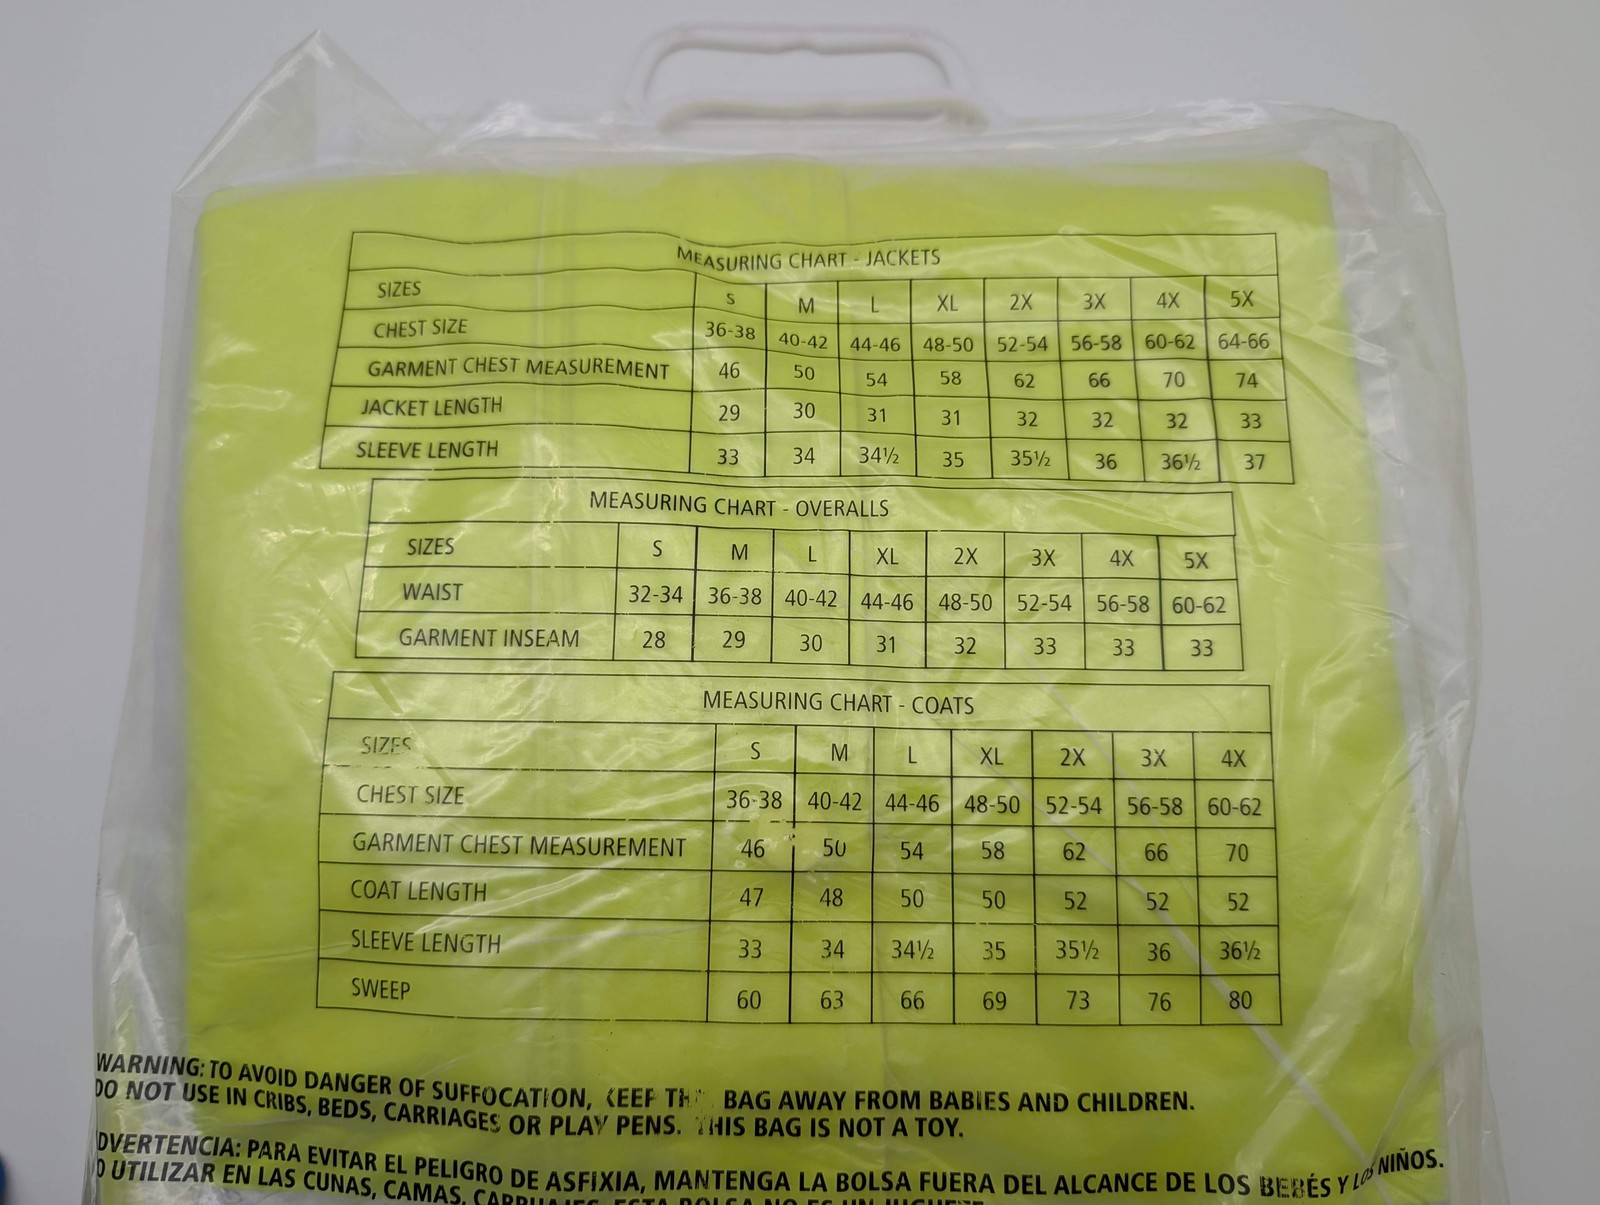 MEASURING CHART - JACKETS
SIZES S M L XL 2X 3X 4X 5X
CHEST SIZE 36-38 40-42 44-46 48-50 52-54 56-58 60-62 64-66
GARMENT CHEST MEASUREMENT 46 50 54 58 62 66 70 74
JACKET LENGTH 29 30 31 31 32 32 32 33
SLEEVE LENGTH 33 34 34½ 35 35½ 36 36½ 37
MEASURING CHART - OVERALLS
SIZES S M L XL 2X 3X 4X 5X
WAIST 32-34 36-38 40-42 44-46 48-50 52-54 56-58 60-62
GARMENT INSEAM 28 29 30 31 32 33 33 33
MEASURING CHART - COATS
SIZES S M L XL 2X 3X 4X
CHEST SIZE 36-38 40-42 44-46 48-50 52-54 56-58 60-62
GARMENT CHEST MEASUREMENT 46 50 54 58 62 66 70
COAT LENGTH 47 48 50 50 52 52 52
SLEEVE LENGTH 33 34 34½ 35 35½ 36 36½
SWEEP 60 63 66 69 73 76 80
WARNING: TO AVOID DANGER OF SUFFOCATION, KEEP THIS BAG AWAY FROM BABIES AND CHILDREN.
DO NOT USE IN CRIBS, BEDS, CARRIAGES OR PLAY PENS. THIS BAG IS NOT A TOY.
DVERTENCIA: PARA EVITAR EL PELIGRO DE ASFIXIA, MANTENGA LA BOLSA FUERA DEL ALCANCE DE LOS BEBÉS Y LOS NIÑOS.
O UTILIZAR EN LAS CUNAS, CAMAS, CARRUAJES. ESTA BOLSA NO ES UN JUGUETE